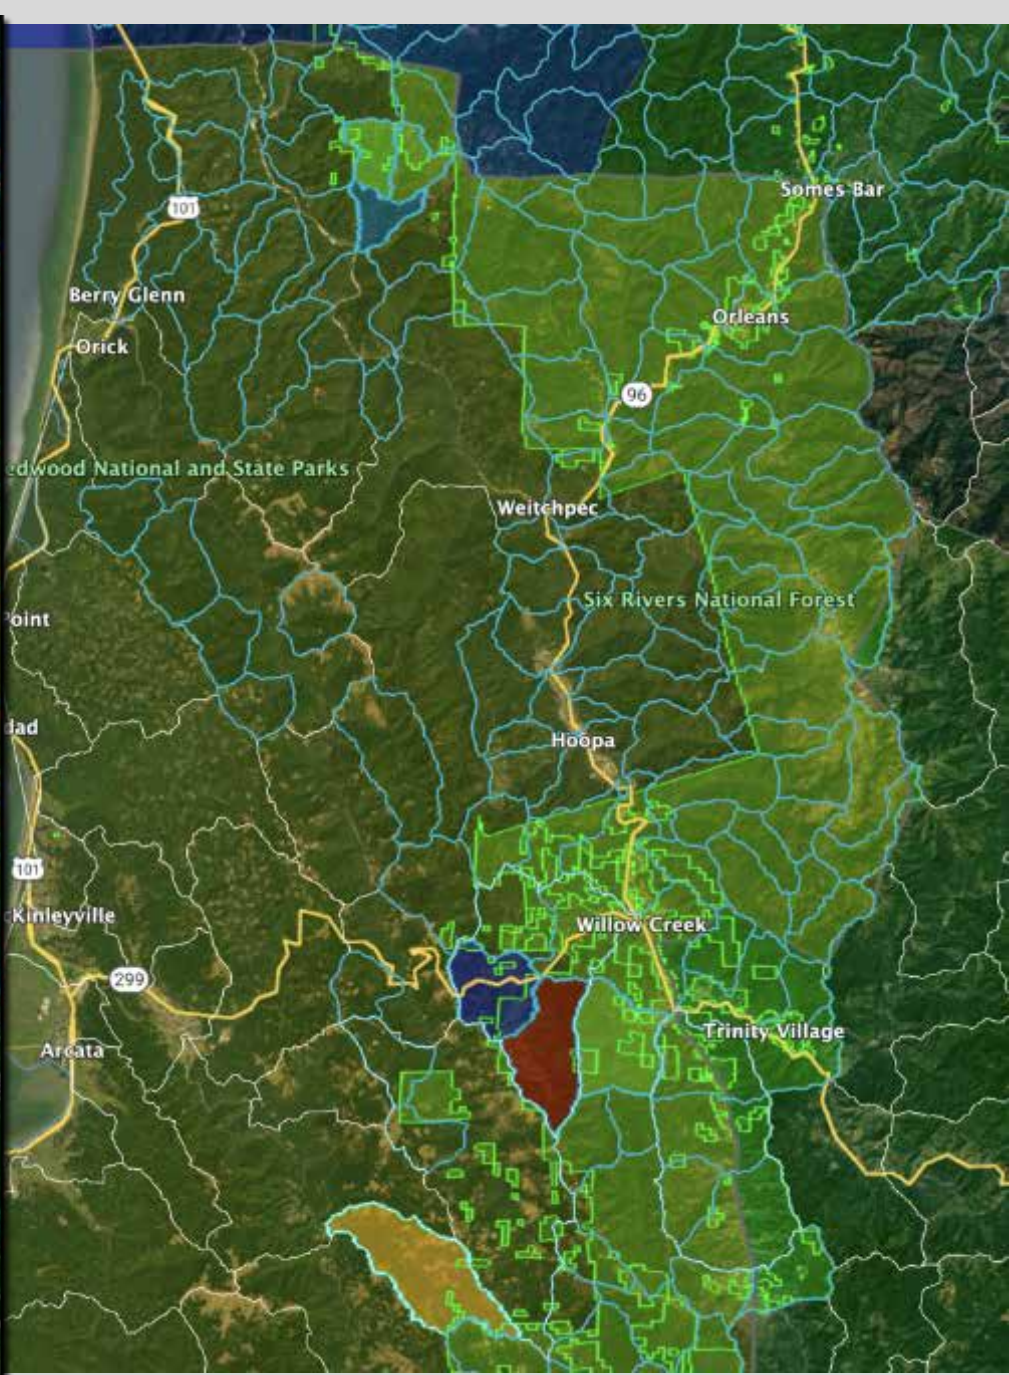 Somes Bar
101
Berry Glenn
Orleans
Orick
96
edwood National and State Parks
Weitchpec
Six Rivers National Forest
Point
Hoopa
dad
101
Kinleyville
Willow Creek
299
Trinity Village
Arcata